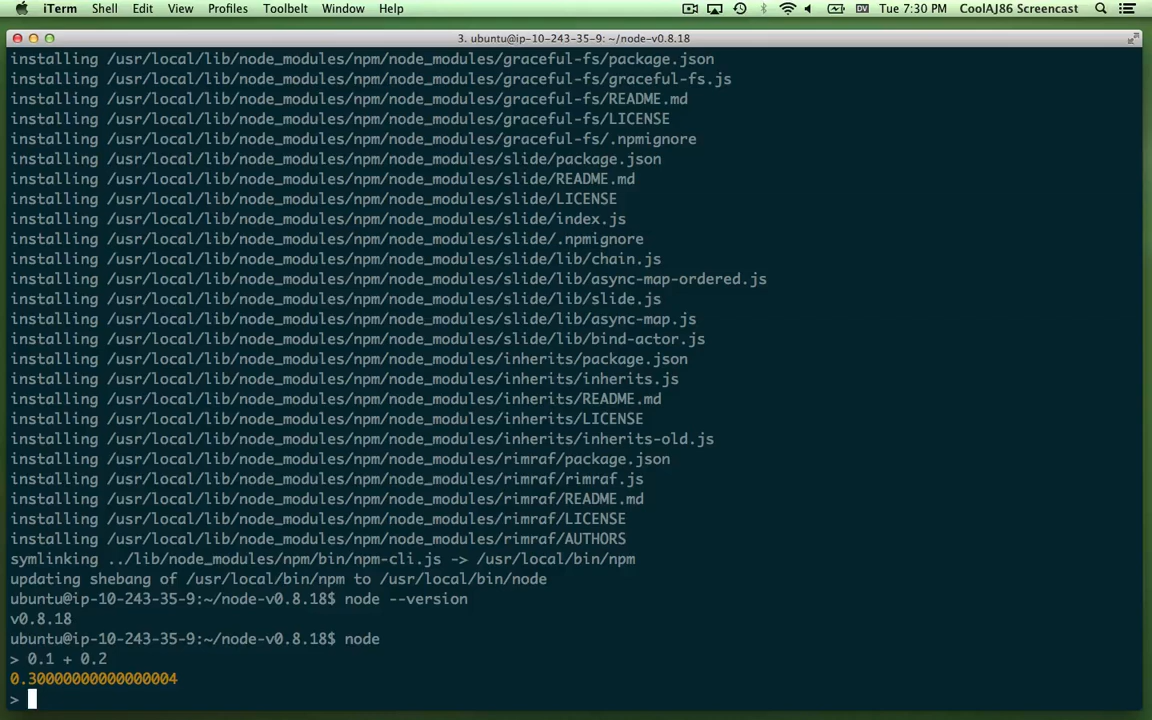 iTerm Shell Edit View Profiles Toolbelt Window Help DV Tue 7:30 PM CoolAJ86 Screencast
3. ubuntu@ip-10-243-35-9: ~/node-v0.8.18
installing /usr/local/lib/node_modules/npm/node_modules/graceful-fs/package.json
installing /usr/local/lib/node_modules/npm/node_modules/graceful-fs/graceful-fs.js
installing /usr/local/lib/node_modules/npm/node_modules/graceful-fs/README.md
installing /usr/local/lib/node_modules/npm/node_modules/graceful-fs/LICENSE
installing /usr/local/lib/node_modules/npm/node_modules/graceful-fs/.npmignore
installing /usr/local/lib/node_modules/npm/node_modules/slide/package.json
installing /usr/local/lib/node_modules/npm/node_modules/slide/README.md
installing /usr/local/lib/node_modules/npm/node_modules/slide/LICENSE
installing /usr/local/lib/node_modules/npm/node_modules/slide/index.js
installing /usr/local/lib/node_modules/npm/node_modules/slide/.npmignore
installing /usr/local/lib/node_modules/npm/node_modules/slide/lib/chain.js
installing /usr/local/lib/node_modules/npm/node_modules/slide/lib/async-map-ordered.js
installing /usr/local/lib/node_modules/npm/node_modules/slide/lib/slide.js
installing /usr/local/lib/node_modules/npm/node_modules/slide/lib/async-map.js
installing /usr/local/lib/node_modules/npm/node_modules/slide/lib/bind-actor.js
installing /usr/local/lib/node_modules/npm/node_modules/inherits/package.json
installing /usr/local/lib/node_modules/npm/node_modules/inherits/inherits.js
installing /usr/local/lib/node_modules/npm/node_modules/inherits/README.md
installing /usr/local/lib/node_modules/npm/node_modules/inherits/LICENSE
installing /usr/local/lib/node_modules/npm/node_modules/inherits/inherits-old.js
installing /usr/local/lib/node_modules/npm/node_modules/rimraf/package.json
installing /usr/local/lib/node_modules/npm/node_modules/rimraf/rimraf.js
installing /usr/local/lib/node_modules/npm/node_modules/rimraf/README.md
installing /usr/local/lib/node_modules/npm/node_modules/rimraf/LICENSE
installing /usr/local/lib/node_modules/npm/node_modules/rimraf/AUTHORS
symlinking ../lib/node_modules/npm/bin/npm-cli.js -> /usr/local/bin/npm
updating shebang of /usr/local/bin/npm to /usr/local/bin/node
ubuntu@ip-10-243-35-9:~/node-v0.8.18$ node --version
v0.8.18
ubuntu@ip-10-243-35-9:~/node-v0.8.18$ node
> 0.1 + 0.2
0.30000000000000004
>